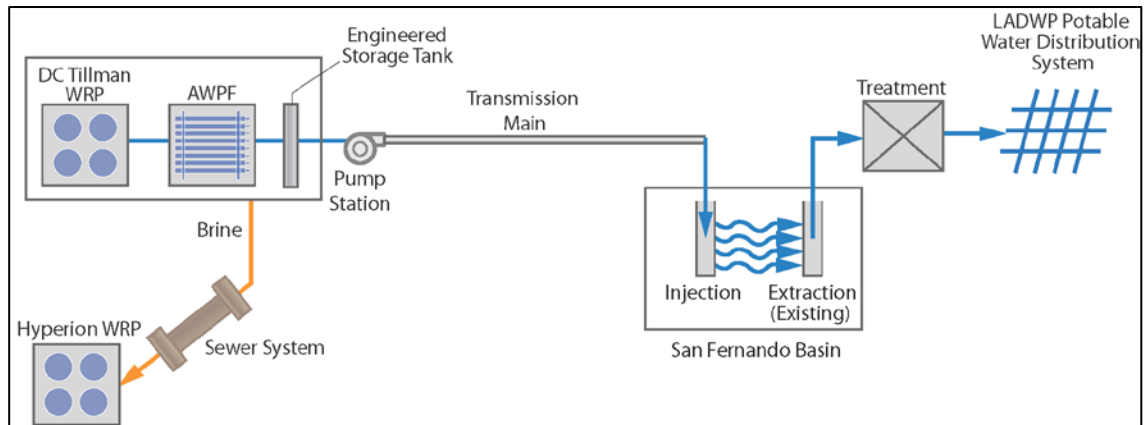 DC Tillman
WRP
AWPF
Engineered
Storage Tank
Pump
Station
Transmission
Main
Injection
Extraction
(Existing)
San Fernando Basin
Treatment
LADWP Potable
Water Distribution
System
Brine
Sewer System
Hyperion WRP